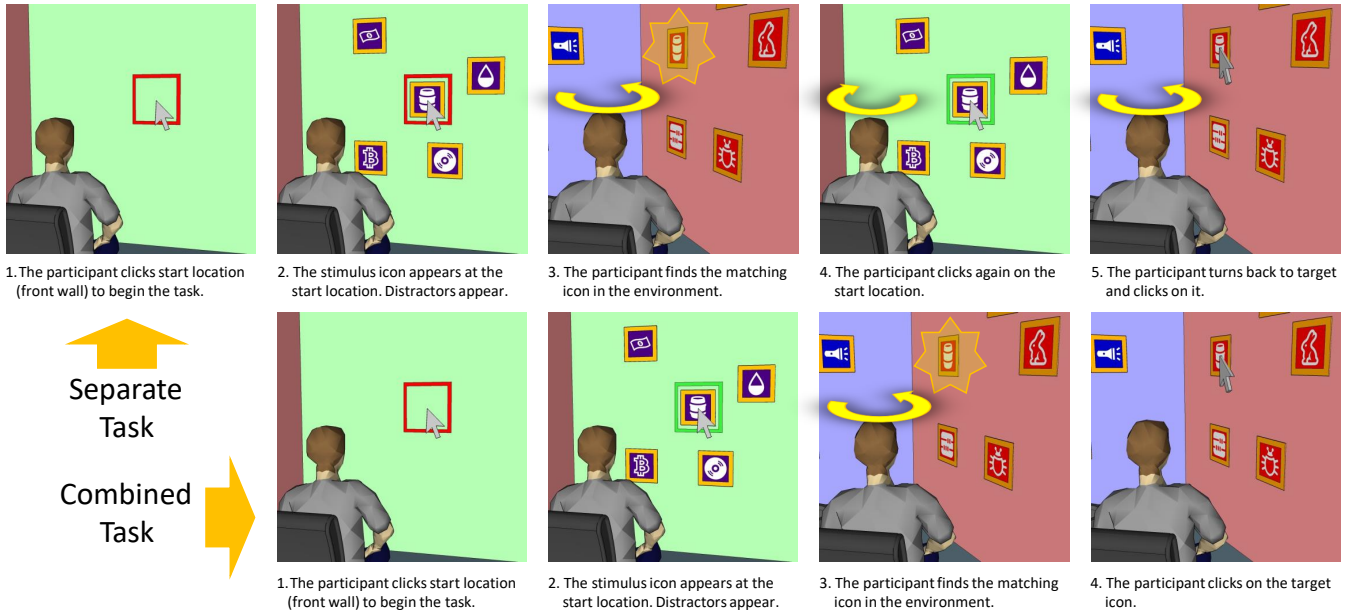 1. The participant clicks start location
(front wall) to begin the task.
2. The stimulus icon appears at the
start location. Distractors appear.
3. The participant finds the matching
icon in the environment.
4. The participant clicks again on the
start location.
5. The participant turns back to target
and clicks on it.
Separate
Task
Combined
Task
1. The participant clicks start location
(front wall) to begin the task.
2. The stimulus icon appears at the
start location. Distractors appear.
3. The participant finds the matching
icon in the environment.
4. The participant clicks on the target
icon.